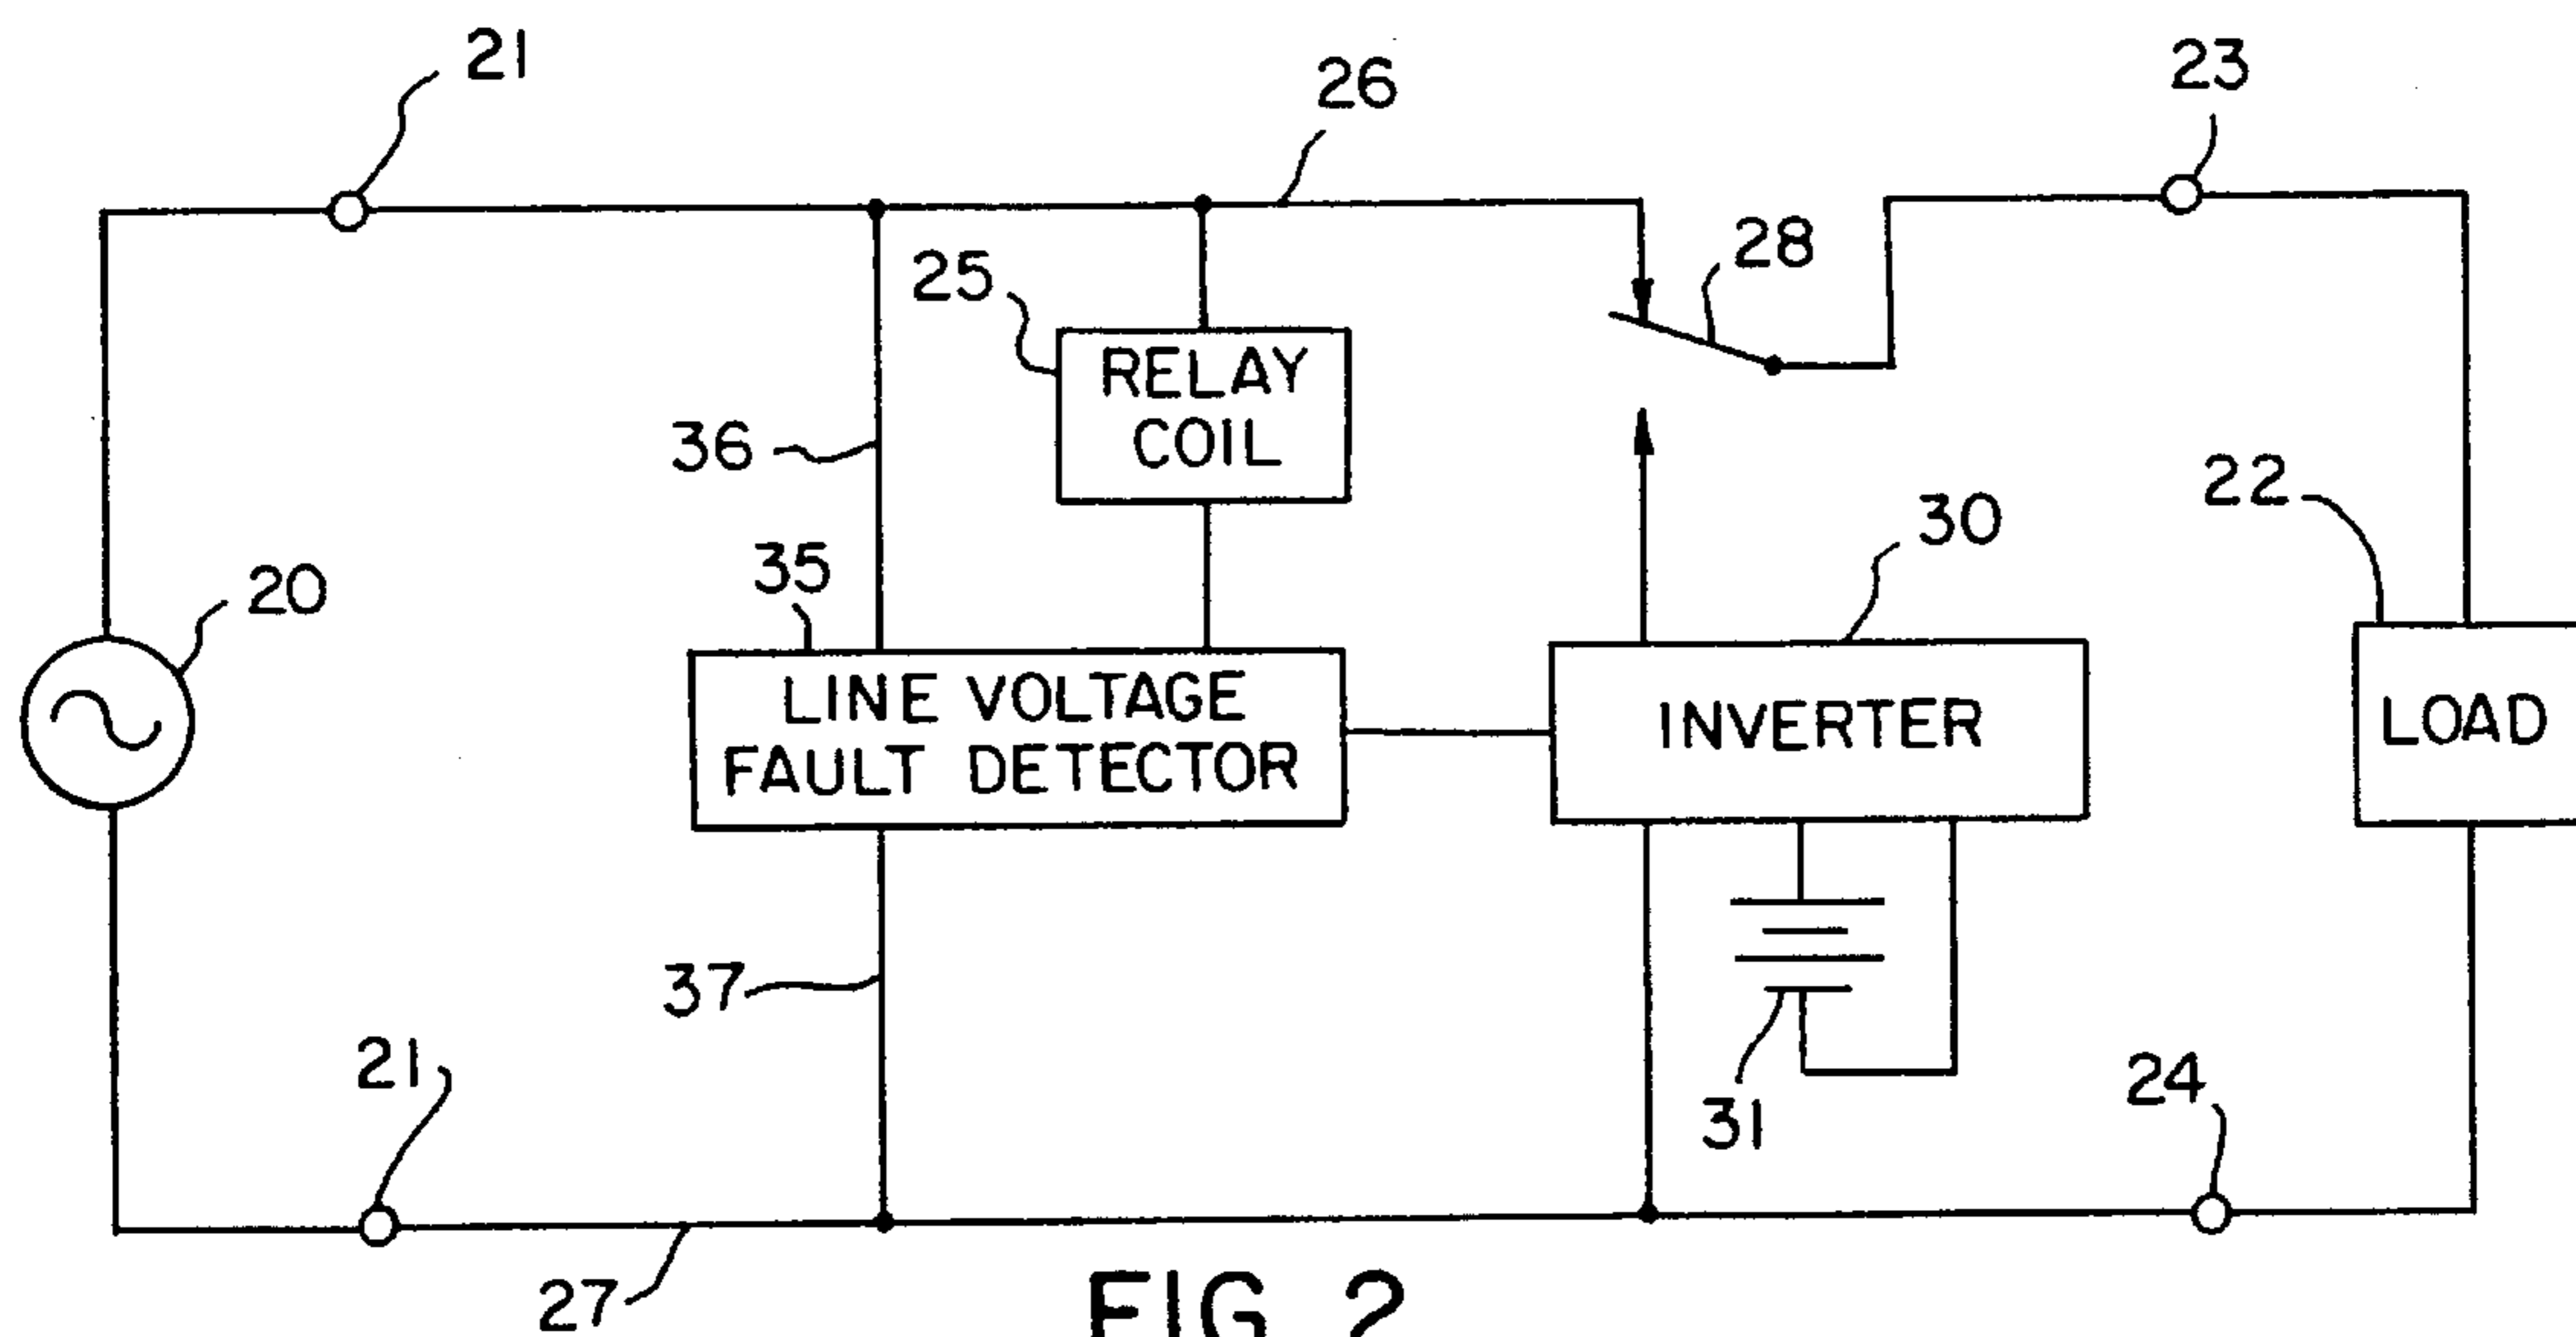 21
26
23
28
25
RELAY
COIL
36
22
30
35
20
LINE VOLTAGE
FAULT DETECTOR
INVERTER
LOAD
37
21
31
24
27
FIG. 2